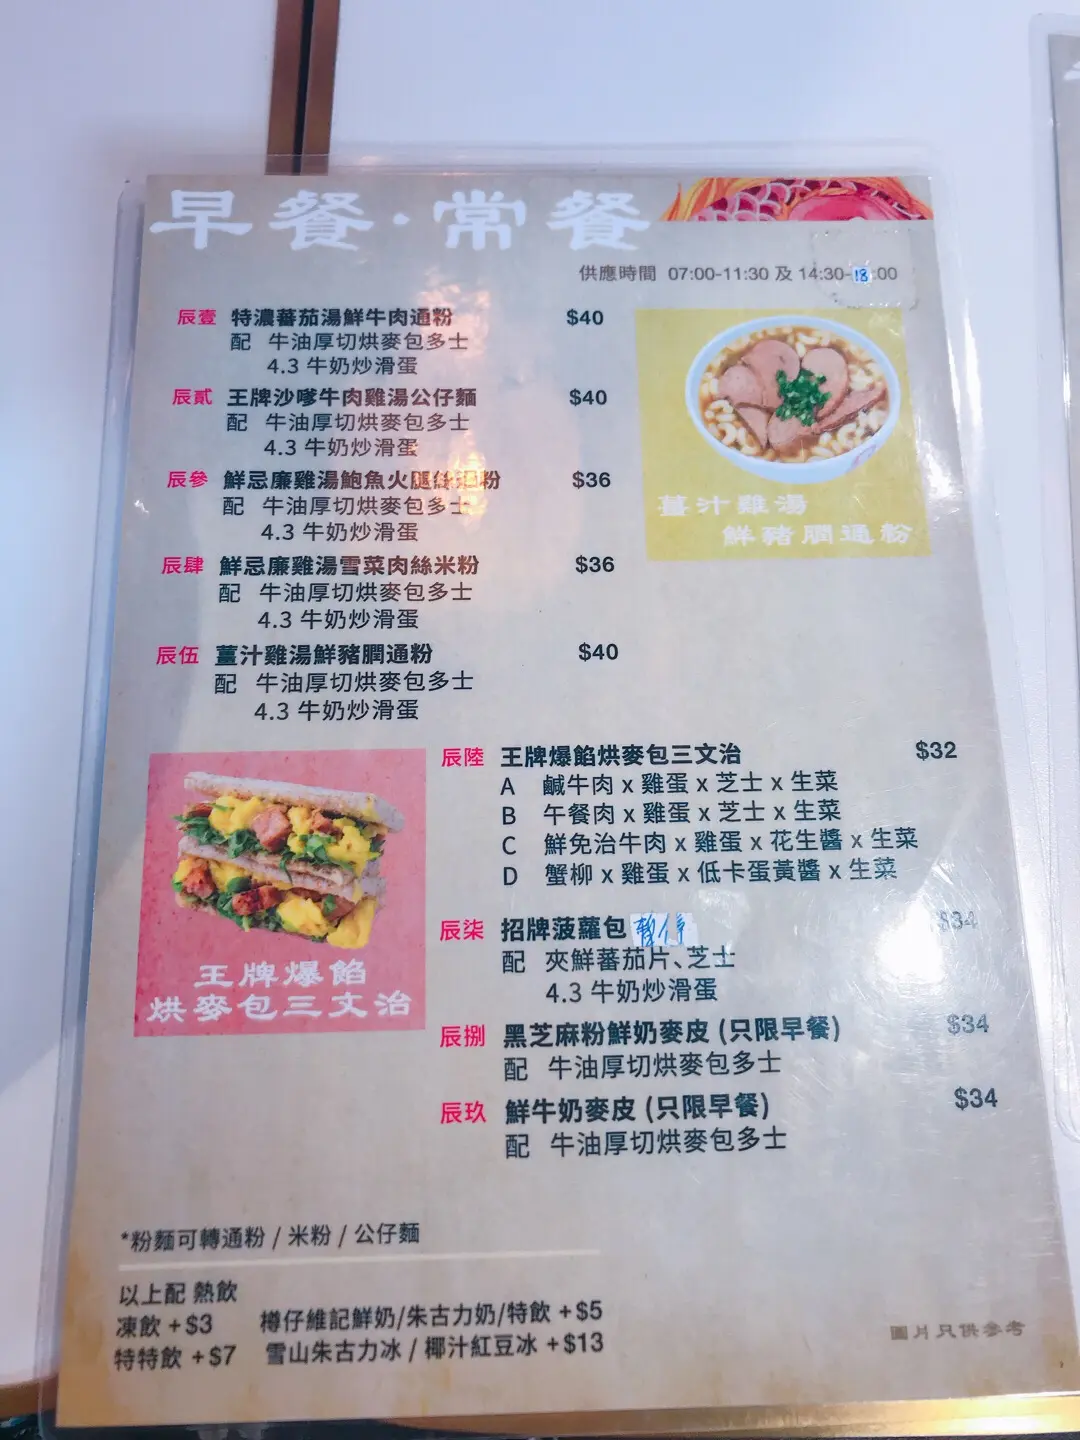 早餐·常餐
供應時間 07:00-11:30 及 14:30-18:00
辰壹 特濃蕃茄湯鮮牛肉通粉 $40
配 牛油厚切烘麥包多士
4.3 牛奶炒滑蛋
辰貳 王牌沙嗲牛肉雞湯公仔麵 $40
配 牛油厚切烘麥包多士
4.3 牛奶炒滑蛋
辰參 鮮忌廉雞湯鮑魚火腿絲通粉 $36
配 牛油厚切烘麥包多士
4.3 牛奶炒滑蛋
辰肆 鮮忌廉雞湯雪菜肉絲米粉 $36
配 牛油厚切烘麥包多士
4.3 牛奶炒滑蛋
辰伍 薑汁雞湯鮮豬膶通粉 $40
配 牛油厚切烘麥包多士
4.3 牛奶炒滑蛋
薑汁雞湯
鮮豬膶通粉
辰陸 王牌爆餡烘麥包三文治 $32
A 鹹牛肉 x 雞蛋 x 芝士 x 生菜
B 午餐肉 x 雞蛋 x 芝士 x 生菜
C 鮮免治牛肉 x 雞蛋 x 花生醬 x 生菜
D 蟹柳 x 雞蛋 x 低卡蛋黃醬 x 生菜
王牌爆餡
烘麥包三文治
辰柒 招牌菠蘿包 暫停 $34
配 夾鮮蕃茄片、芝士
4.3 牛奶炒滑蛋
辰捌 黑芝麻粉鮮奶麥皮 (只限早餐) $34
配 牛油厚切烘麥包多士
辰玖 鮮牛奶麥皮 (只限早餐) $34
配 牛油厚切烘麥包多士
*粉麵可轉通粉 / 米粉 / 公仔麵
以上配 熱飲
凍飲 +$3 樽仔維記鮮奶/朱古力奶/特飲 +$5
特特飲 +$7 雪山朱古力冰 / 椰汁紅豆冰 +$13
圖片只供參考